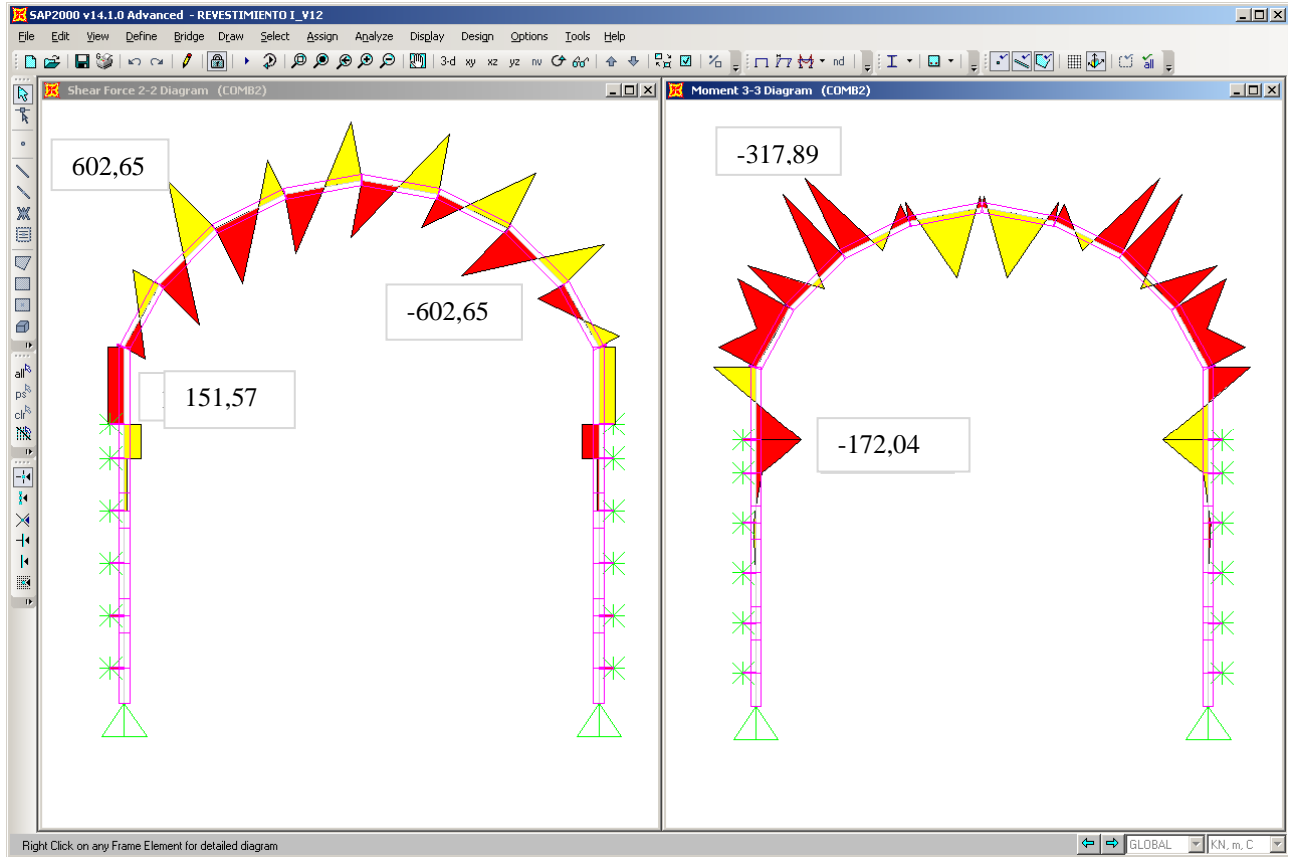 SAP2000 v14.1.0 Advanced - REVESTIMIENTO I_V12
File Edit View Define Bridge Draw Select Assign Analyze Display Design Options Tools Help
3-d xy xz yz nv nd
Shear Force 2-2 Diagram (COMB2)
602,65
-602,65
151,57
Moment 3-3 Diagram (COMB2)
-317,89
-172,04
all
ps
clr
Right Click on any Frame Element for detailed diagram
GLOBAL
KN, m, C